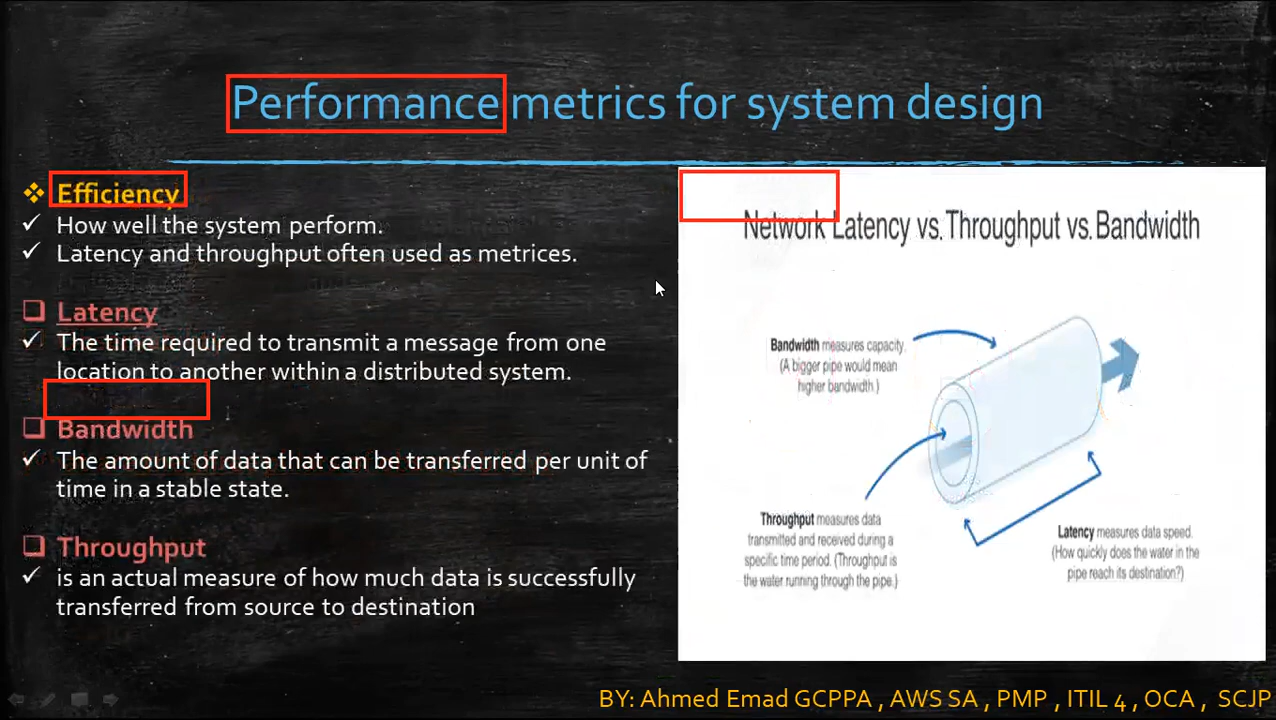 Performance metrics for system design
Efficiency
How well the system perform.
Latency and throughput often used as metrices.
Latency
The time required to transmit a message from one
location to another within a distributed system.
Bandwidth
The amount of data that can be transferred per unit of
time in a stable state.
Throughput
is an actual measure of how much data is successfully
transferred from source to destination
Network Latency vs. Throughput vs. Bandwidth
Bandwidth measures capacity.
(A bigger pipe would mean
higher bandwidth.)
Throughput measures data
transmitted and received during a
specific time period. (Throughput is
the water running through the pipe.)
Latency measures data speed.
(How quickly does the water in the
pipe reach its destination?)
BY: Ahmed Emad GCPPA , AWS SA , PMP , ITIL 4 , OCA , SCJP